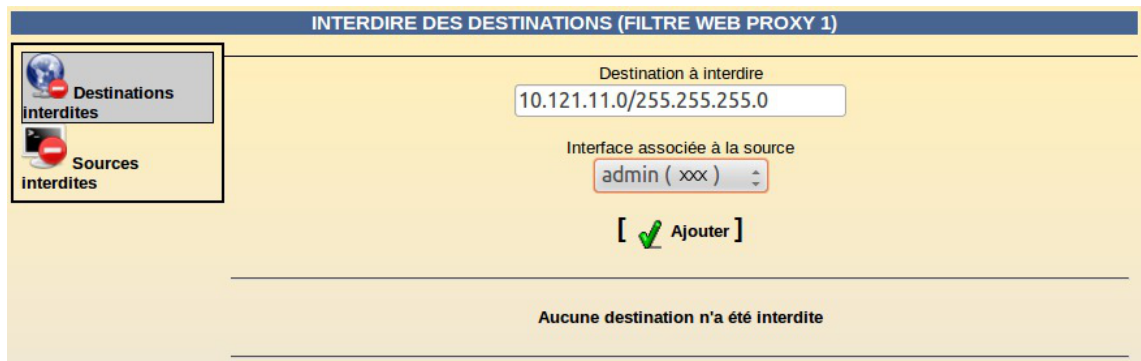 INTERDIRE DES DESTINATIONS (FILTRE WEB PROXY 1)
Destinations
interdites
Sources
interdites
Destination à interdire
10.121.11.0/255.255.255.0
Interface associée à la source
admin ( xxx )
[ Ajouter ]
Aucune destination n'a été interdite